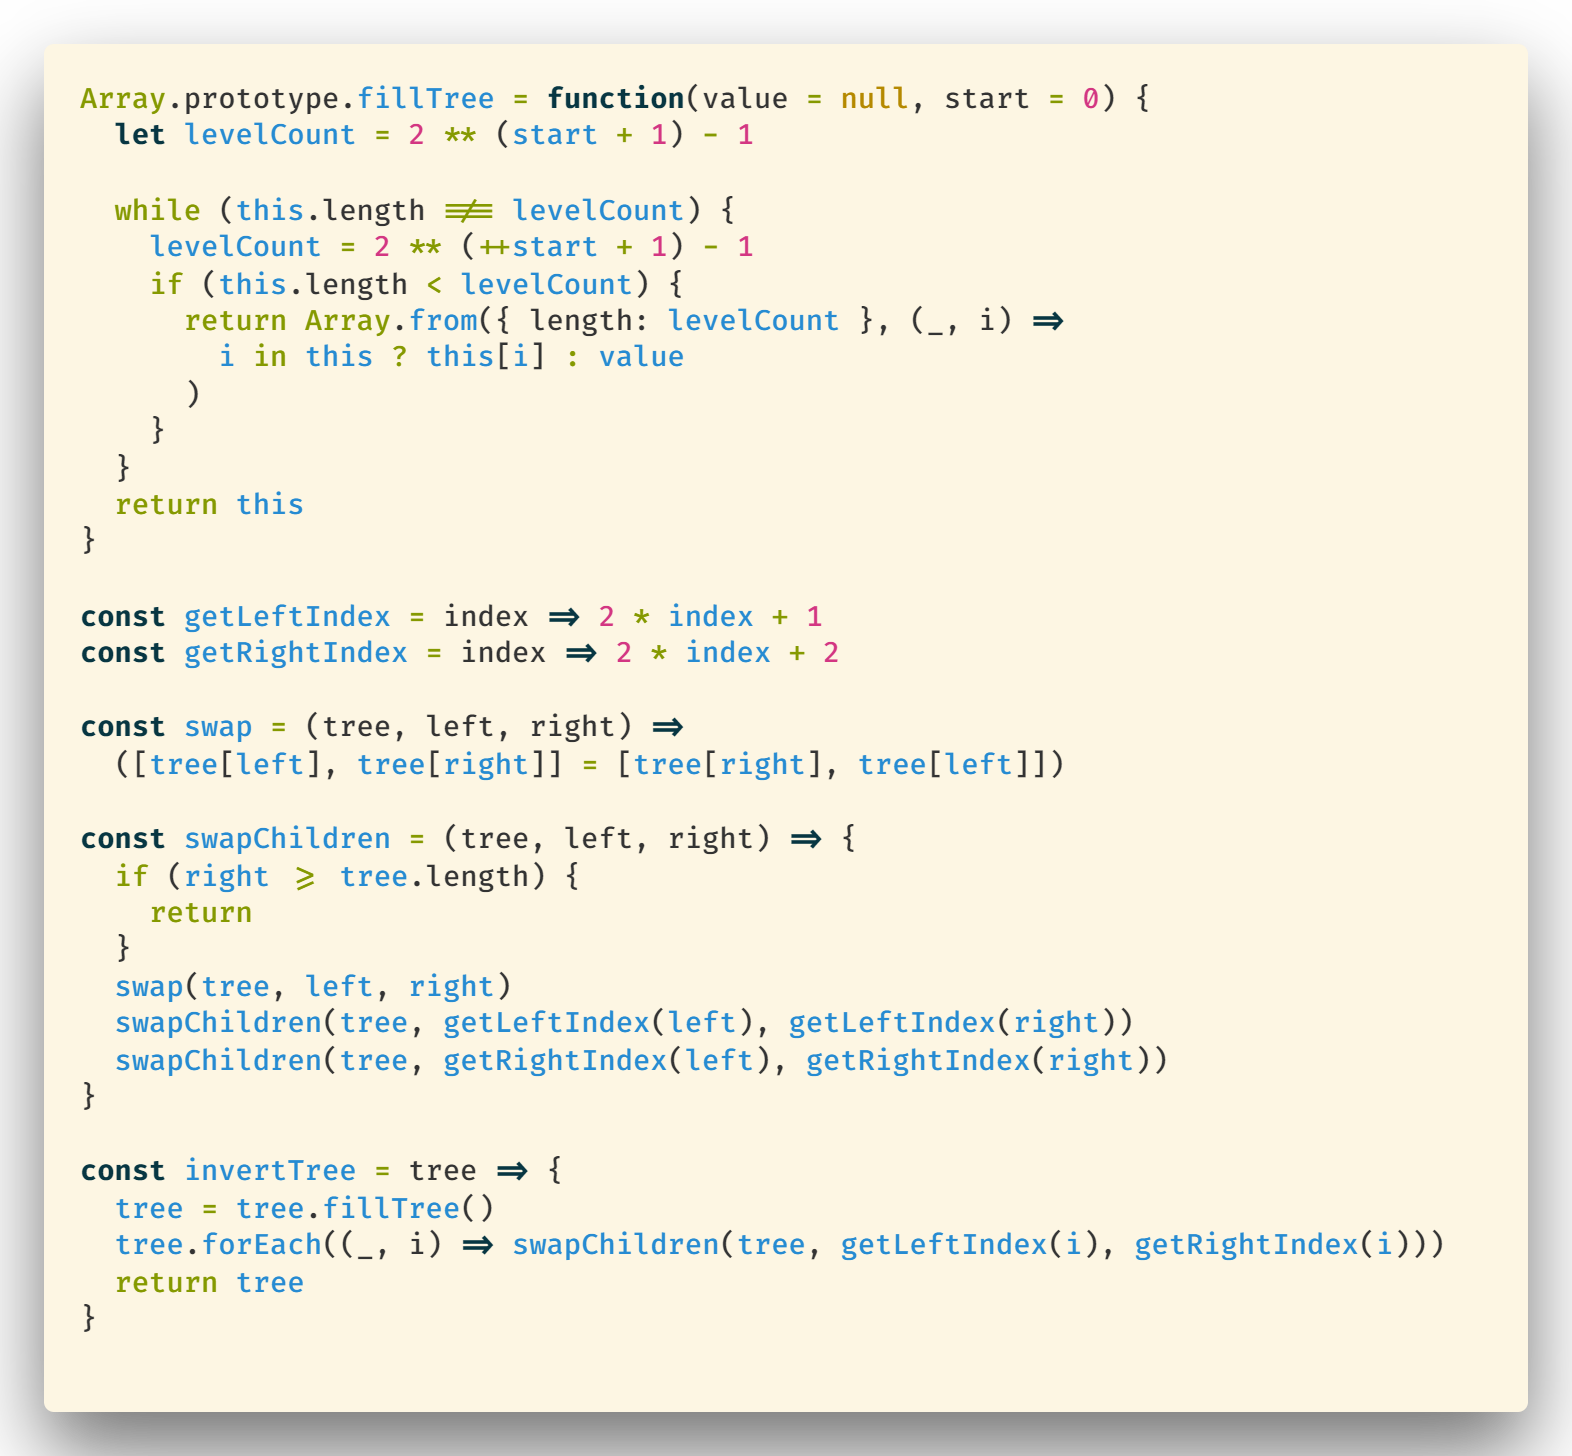 Array.prototype.fillTree = function(value = null, start = 0) {
  let levelCount = 2 ** (start + 1) - 1

  while (this.length !== levelCount) {
    levelCount = 2 ** (++start + 1) - 1
    if (this.length < levelCount) {
      return Array.from({ length: levelCount }, (_, i) =>
        i in this ? this[i] : value
      )
    }
  }
  return this
}

const getLeftIndex = index => 2 * index + 1
const getRightIndex = index => 2 * index + 2

const swap = (tree, left, right) =>
  ([tree[left], tree[right]] = [tree[right], tree[left]])

const swapChildren = (tree, left, right) => {
  if (right >= tree.length) {
    return
  }
  swap(tree, left, right)
  swapChildren(tree, getLeftIndex(left), getLeftIndex(right))
  swapChildren(tree, getRightIndex(left), getRightIndex(right))
}

const invertTree = tree => {
  tree = tree.fillTree()
  tree.forEach((_, i) => swapChildren(tree, getLeftIndex(i), getRightIndex(i)))
  return tree
}